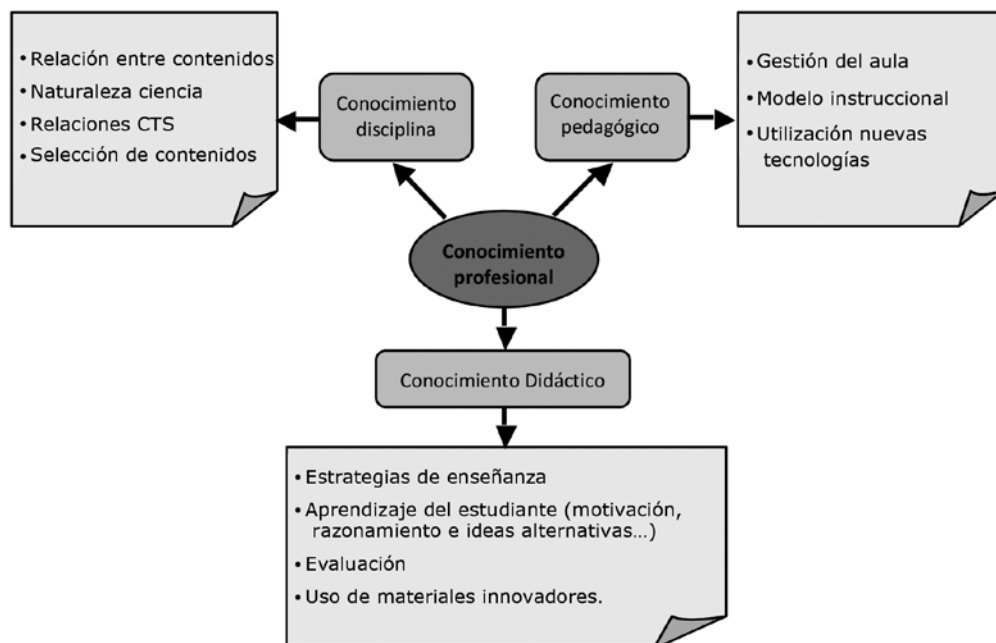 • Relación entre contenidos
• Naturaleza ciencia
• Relaciones CTS
• Selección de contenidos
Conocimiento
disciplina
Conocimiento
pedagógico
• Gestión del aula
• Modelo instruccional
• Utilización nuevas
tecnologías
Conocimiento
profesional
Conocimiento Didáctico
• Estrategias de enseñanza
• Aprendizaje del estudiante (motivación,
razonamiento e ideas alternativas…)
• Evaluación
• Uso de materiales innovadores.